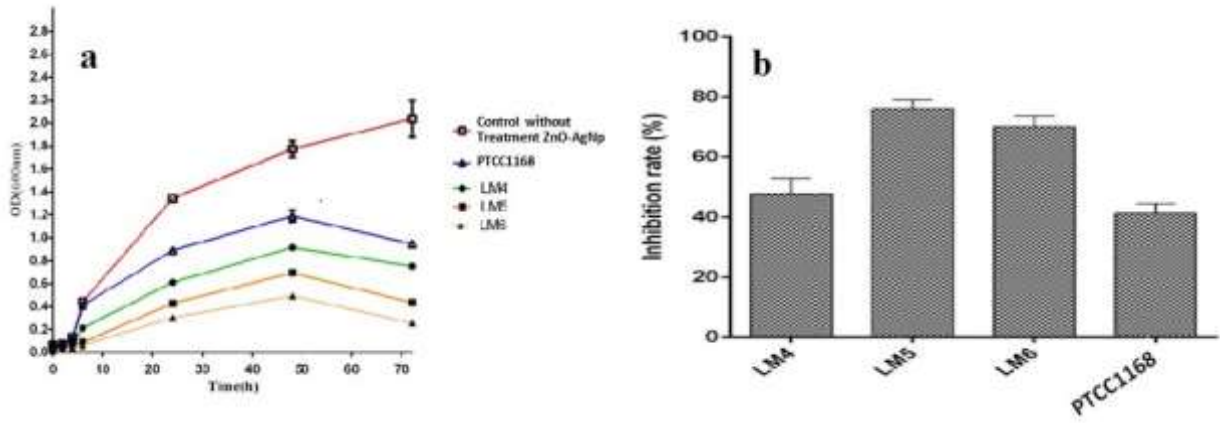 a
2.8
2.6
2.4
2.2
2.0
1.8
1.6
1.4
1.2
1.0
0.8
0.6
0.4
0.2
0.0
OD(600nm)
0 10 20 30 40 50 60 70
Time(h)
Control without
Treatment ZnO-AgNp
PTCC1168
LM4
LM5
LM6
b
100
80
60
40
20
0
Inhibition rate (%)
LM4 LM5 LM6 PTCC1168